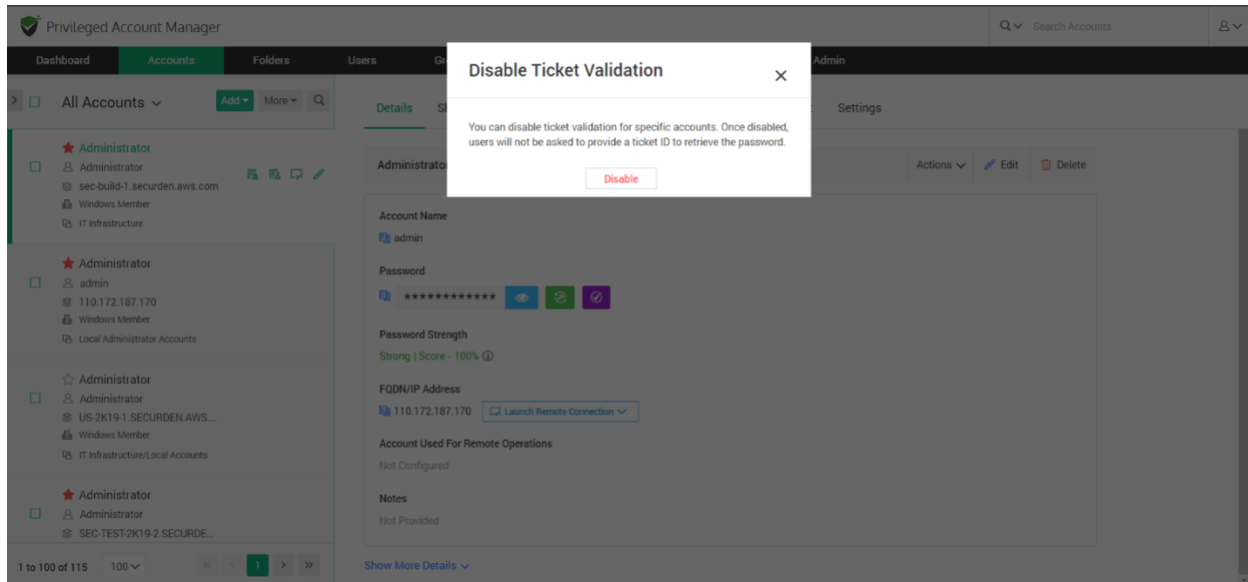 Privileged Account Manager
Search Accounts
Dashboard Accounts Folders Users Admin
All Accounts Add More
Administrator
Administrator
sec-build-1.securden.aws.com
Windows Member
IT Infrastructure
Administrator
admin
110.172.187.170
Windows Member
Local Administrator Accounts
Administrator
Administrator
US-2K19-1.SECURDEN.AWS....
Windows Member
IT Infrastructure/Local Accounts
Administrator
Administrator
SEC-TEST-2K19-2.SECURDE...
1 to 100 of 115 100 1
Disable Ticket Validation
You can disable ticket validation for specific accounts. Once disabled,
users will not be asked to provide a ticket ID to retrieve the password.
Disable
Details Settings
Administrator Actions Edit Delete
Account Name
admin
Password
************
Password Strength
Strong | Score - 100%
FQDN/IP Address
110.172.187.170 Launch Remote Connection
Account Used For Remote Operations
Not Configured
Notes
Not Provided
Show More Details